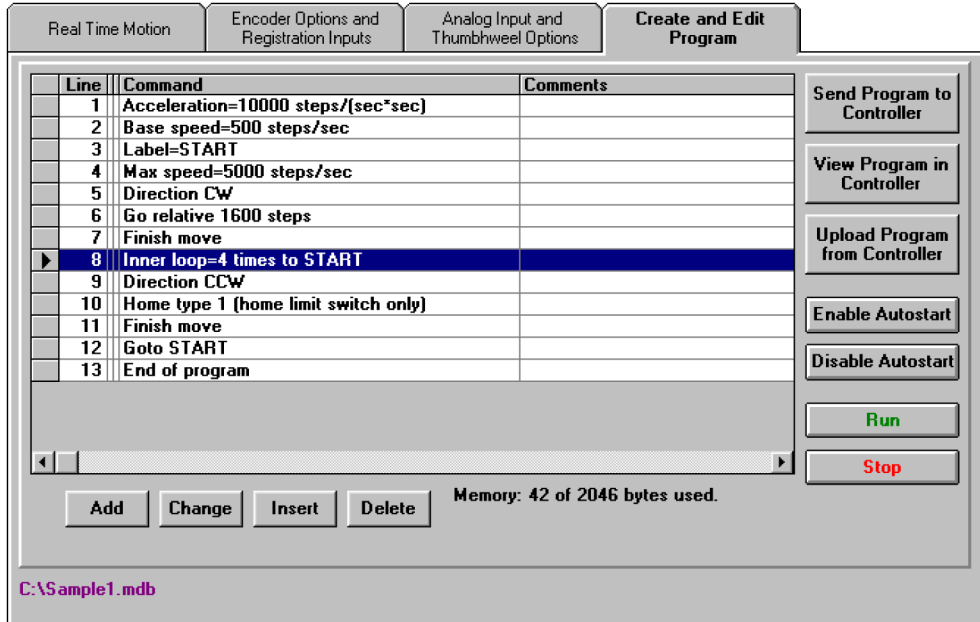 Real Time Motion
Encoder Options and
Registration Inputs
Analog Input and
Thumbhweel Options
Create and Edit
Program
Line Command Comments
1 Acceleration=10000 steps/(sec*sec)
2 Base speed=500 steps/sec
3 Label=START
4 Max speed=5000 steps/sec
5 Direction CW
6 Go relative 1600 steps
7 Finish move
8 Inner loop=4 times to START
9 Direction CCW
10 Home type 1 (home limit switch only)
11 Finish move
12 Goto START
13 End of program
Send Program to
Controller
View Program in
Controller
Upload Program
from Controller
Enable Autostart
Disable Autostart
Run
Stop
Add Change Insert Delete Memory: 42 of 2046 bytes used.
C:\Sample1.mdb